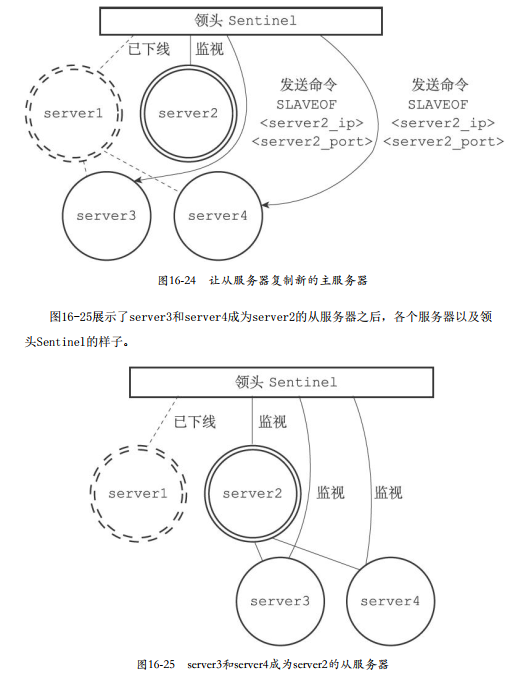 领头 Sentinel
已下线
监视
server1
server2
发送命令
SLAVEOF
<server2_ip>
<server2_port>
发送命令
SLAVEOF
<server2_ip>
<server2_port>
server3
server4
图16-24 让从服务器复制新的主服务器
图16-25展示了server3和server4成为server2的从服务器之后，各个服务器以及领
头Sentinel的样子。
领头 Sentinel
已下线
监视
server1
server2
监视
监视
server3
server4
图16-25 server3和server4成为server2的从服务器